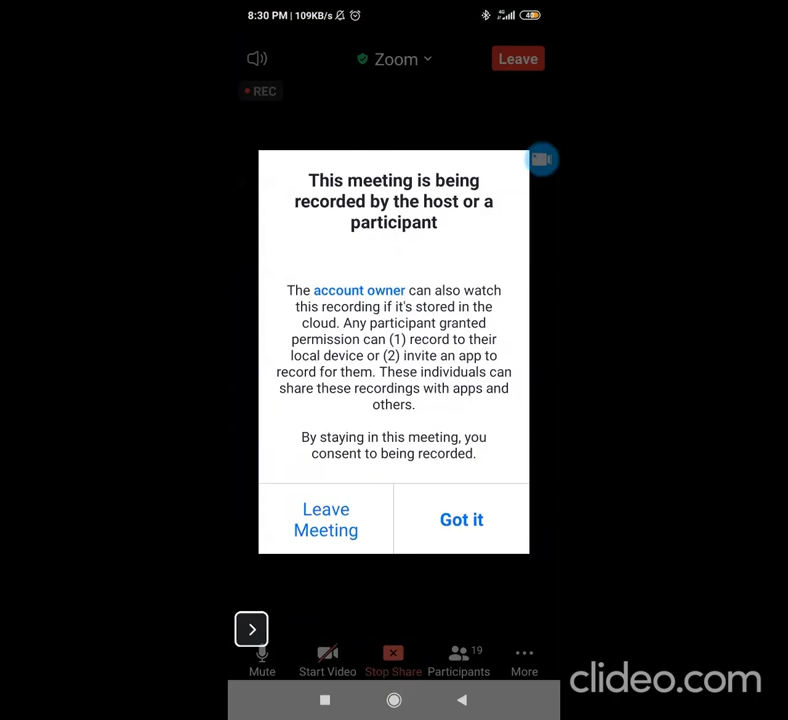 8:30 PM | 109KB/s
4G
40
Zoom
Leave
REC
This meeting is being
recorded by the host or a
participant
The account owner can also watch
this recording if it's stored in the
cloud. Any participant granted
permission can (1) record to their
local device or (2) invite an app to
record for them. These individuals can
share these recordings with apps and
others.
By staying in this meeting, you
consent to being recorded.
Leave
Meeting
Got it
19
Mute
Start Video
Stop Share
Participants
More
clideo.com